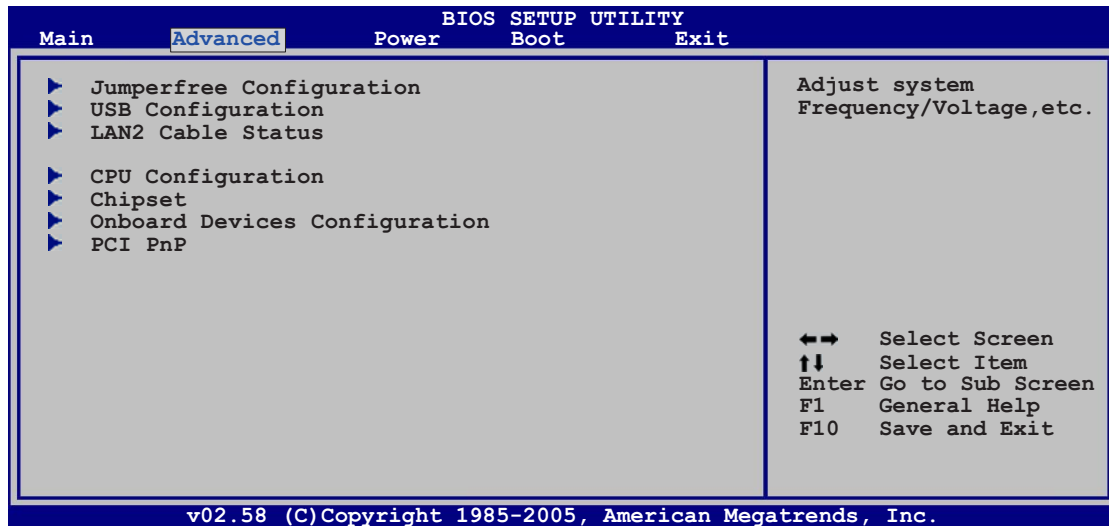 BIOS SETUP UTILITY
Main Advanced Power Boot Exit
Jumperfree Configuration
USB Configuration
LAN2 Cable Status
CPU Configuration
Chipset
Onboard Devices Configuration
PCI PnP
Adjust system
Frequency/Voltage,etc.
Select Screen
Select Item
Enter Go to Sub Screen
F1 General Help
F10 Save and Exit
v02.58 (C)Copyright 1985-2005, American Megatrends, Inc.